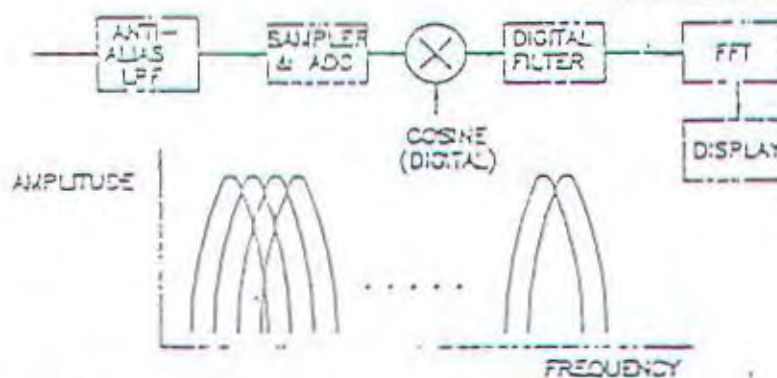 ANTI-
ALIAS
LPF
SAMPLER
& ADC
DIGITAL
FILTER
FFT
COSINE
(DIGITAL)
DISPLAY
AMPLITUDE
FREQUENCY